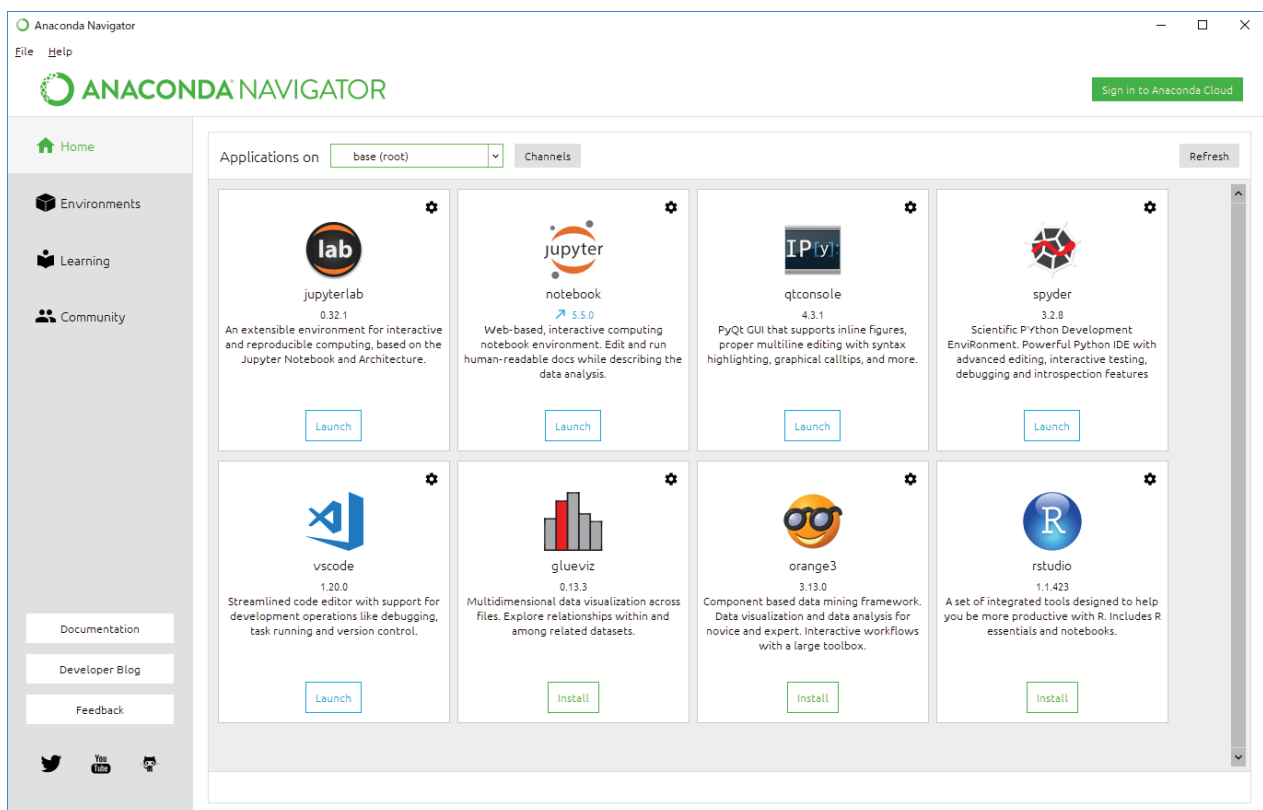 Anaconda Navigator
File Help
ANACONDA NAVIGATOR
Sign in to Anaconda Cloud
Home
Environments
Learning
Community
Documentation
Developer Blog
Feedback
You
Tube
Applications on base (root) Channels Refresh
lab
jupyterlab
0.32.1
An extensible environment for interactive
and reproducible computing, based on the
Jupyter Notebook and Architecture.
Launch
jupyter
notebook
5.5.0
Web-based, interactive computing
notebook environment. Edit and run
human-readable docs while describing the
data analysis.
Launch
IP[y]:
qtconsole
4.3.1
PyQt GUI that supports inline figures,
proper multiline editing with syntax
highlighting, graphical calltips, and more.
Launch
spyder
3.2.8
Scientific PYthon Development
EnviRonment. Powerful Python IDE with
advanced editing, interactive testing,
debugging and introspection features
Launch
vscode
1.20.0
Streamlined code editor with support for
development operations like debugging,
task running and version control.
Launch
glueviz
0.13.3
Multidimensional data visualization across
files. Explore relationships within and
among related datasets.
Install
orange3
3.13.0
Component based data mining framework.
Data visualization and data analysis for
novice and expert. Interactive workflows
with a large toolbox.
Install
R
rstudio
1.1.423
A set of integrated tools designed to help
you be more productive with R. Includes R
essentials and notebooks.
Install